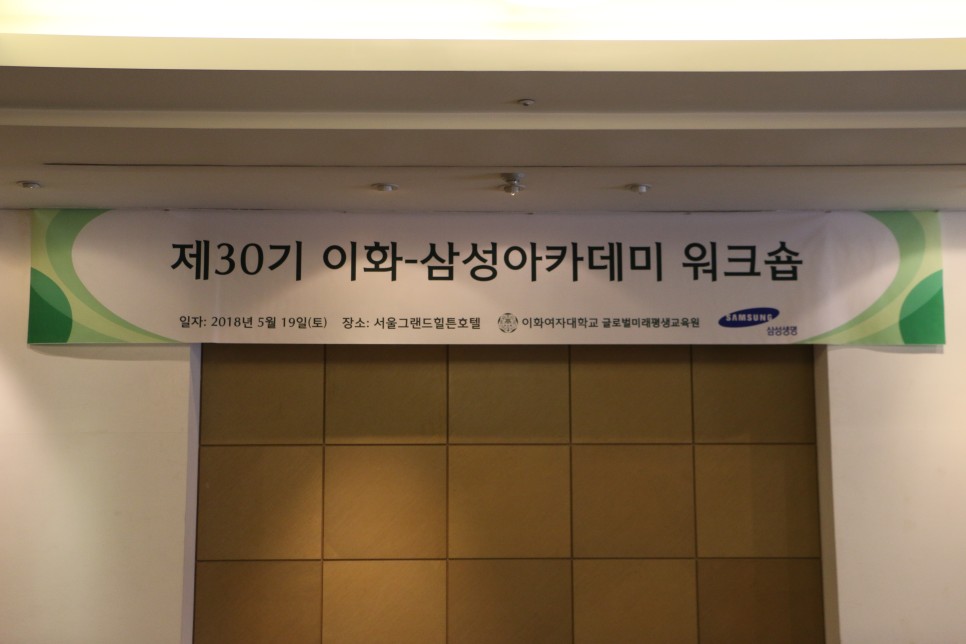 제30기 이화-삼성아카데미 워크숍
일자: 2018년 5월 19일(토) 장소: 서울그랜드힐튼호텔 이화여자대학교 글로벌미래평생교육원 SAMSUNG
삼성생명